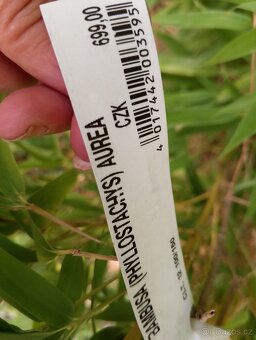 BAMBUSA (PHYLLOSTACHYS) AUREA
699,00
CZK
4 017442 003595